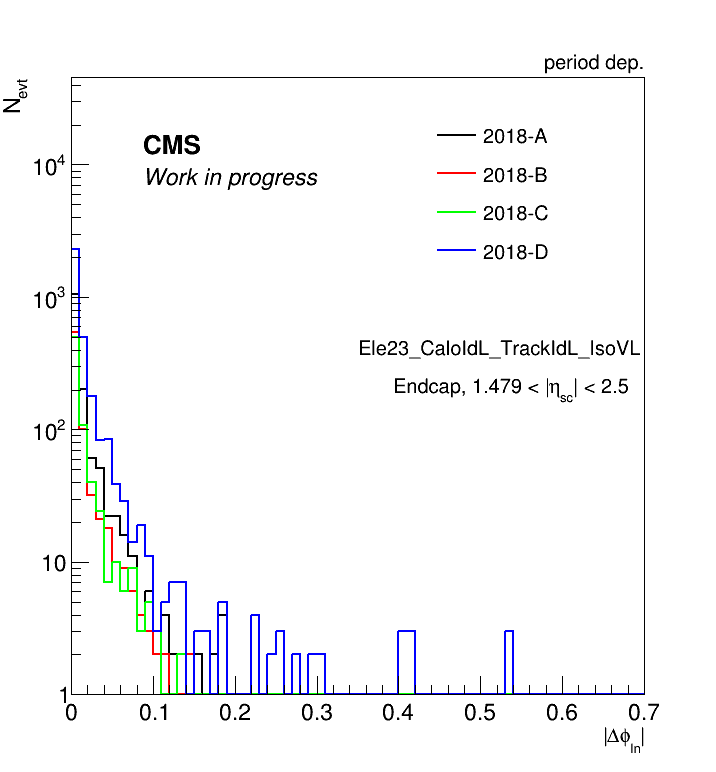 period dep.
N_evt
CMS
Work in progress
2018-A
2018-B
2018-C
2018-D
Ele23_CaloIdL_TrackIdL_IsoVL
Endcap, 1.479 < |η_sc| < 2.5
10^4
10^3
10^2
10
1
0 0.1 0.2 0.3 0.4 0.5 0.6 0.7
|Δϕ_In|